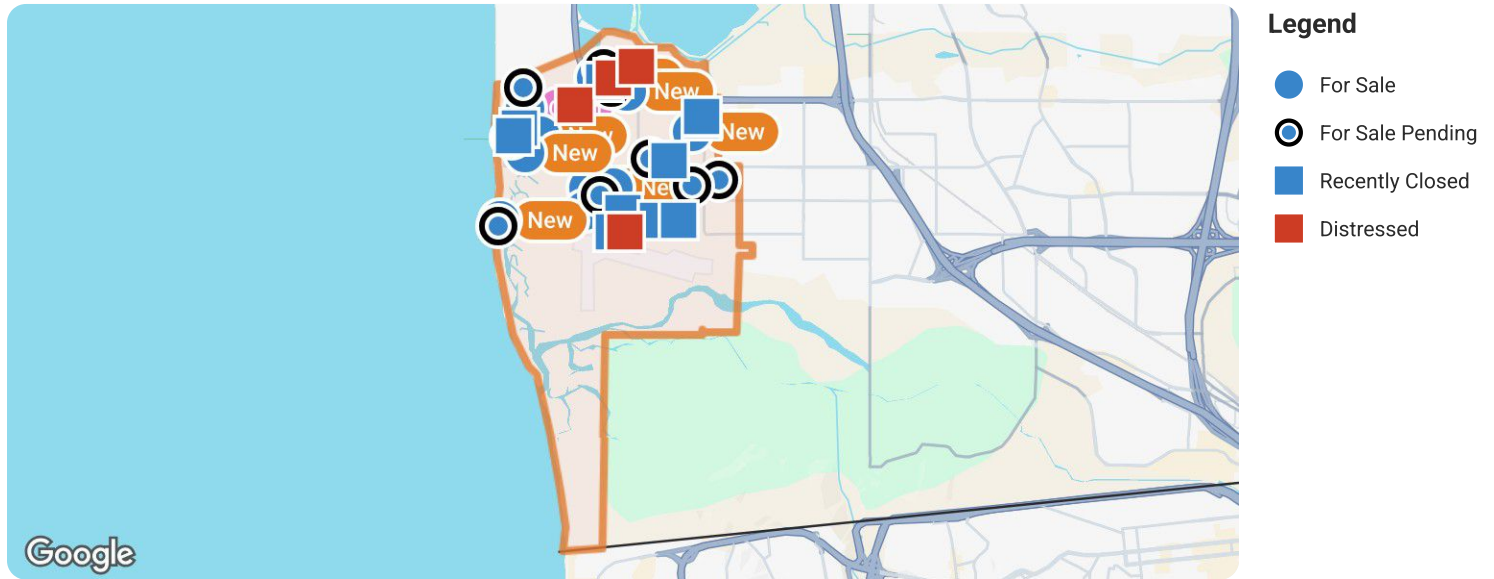 Legend
For Sale
For Sale Pending
Recently Closed
Distressed
New
New
New
New
New
Google